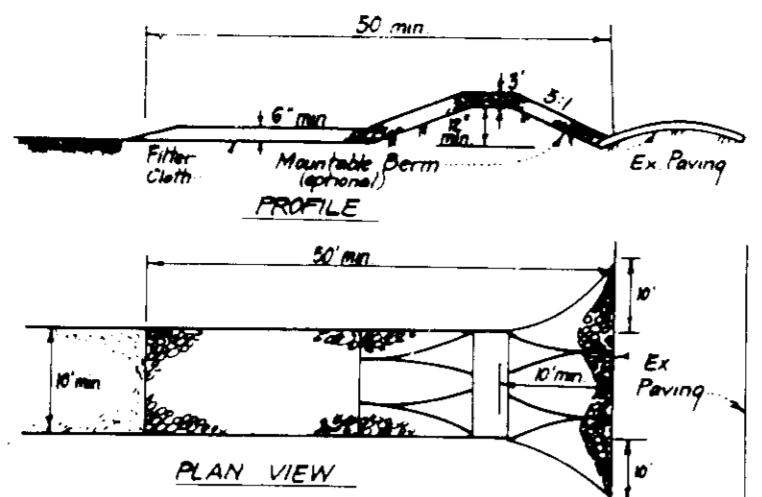 50 min.
3'
5:1
6" min
12" min
Filter Cloth
Mountable Berm (optional)
Ex. Paving
PROFILE
50' min.
10'
10' min
10' min.
Ex Paving
10'
PLAN VIEW